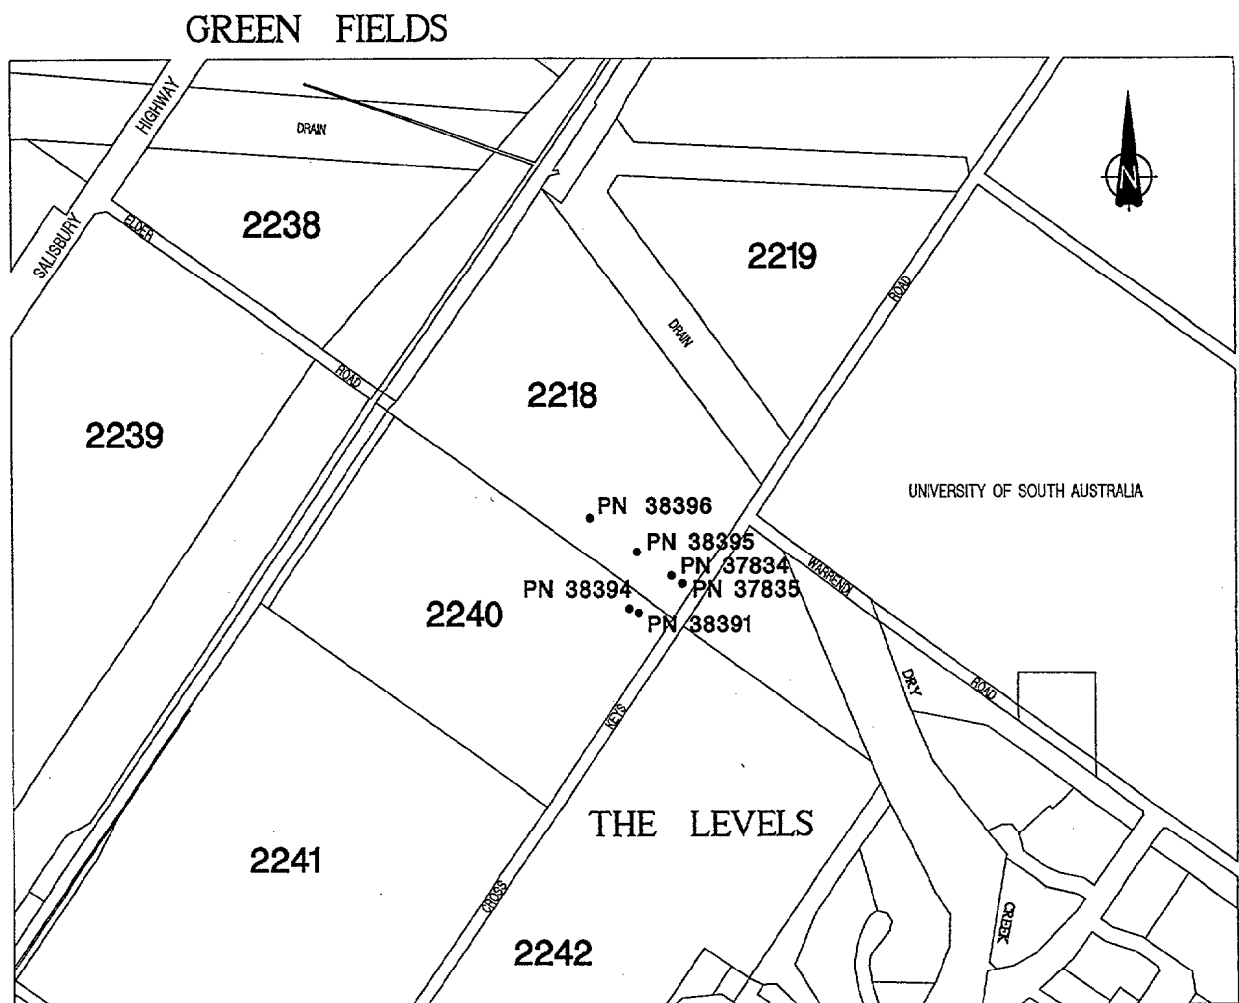 GREEN FIELDS
HIGHWAY
DRAIN
N
SALISBURY
ELDER
2238
2219
ROAD
DRAIN
ROAD
2218
2239
UNIVERSITY OF SOUTH AUSTRALIA
PN 38396
PN 38395
PN 37834
WARRENDI
PN 38394
PN 37835
2240
PN 38391
DRY
ROAD
KEYS
THE LEVELS
2241
CROSS
CREEK
2242